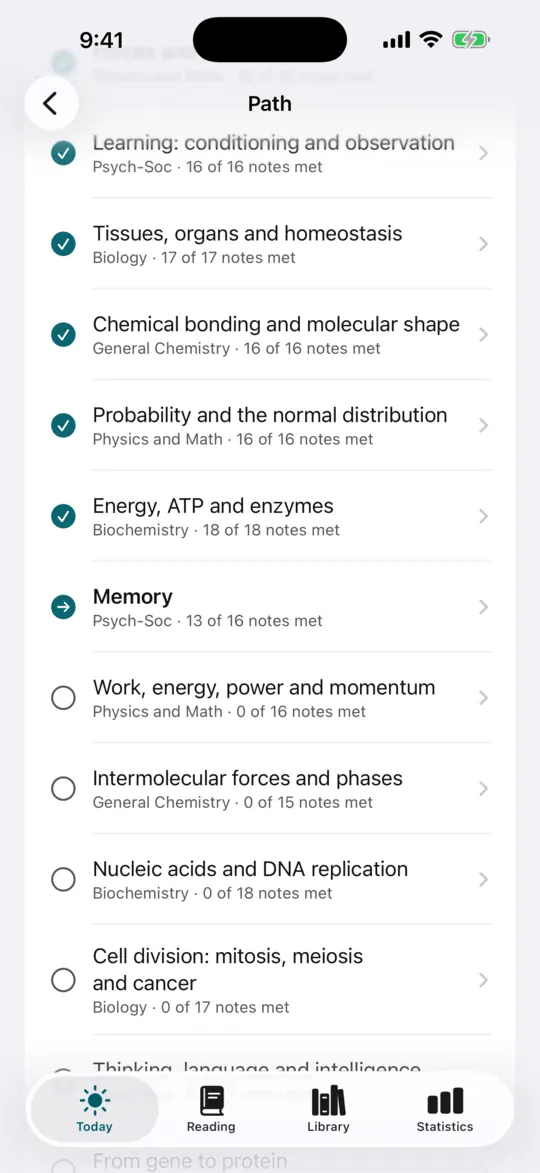 9:41
Path
Learning: conditioning and observation
Psych-Soc · 16 of 16 notes met
Tissues, organs and homeostasis
Biology · 17 of 17 notes met
Chemical bonding and molecular shape
General Chemistry · 16 of 16 notes met
Probability and the normal distribution
Physics and Math · 16 of 16 notes met
Energy, ATP and enzymes
Biochemistry · 18 of 18 notes met
Memory
Psych-Soc · 13 of 16 notes met
Work, energy, power and momentum
Physics and Math · 0 of 16 notes met
Intermolecular forces and phases
General Chemistry · 0 of 15 notes met
Nucleic acids and DNA replication
Biochemistry · 0 of 18 notes met
Cell division: mitosis, meiosis
and cancer
Biology · 0 of 17 notes met
Thinking, language and intelligence
Today
Reading
Library
Statistics
From gene to protein